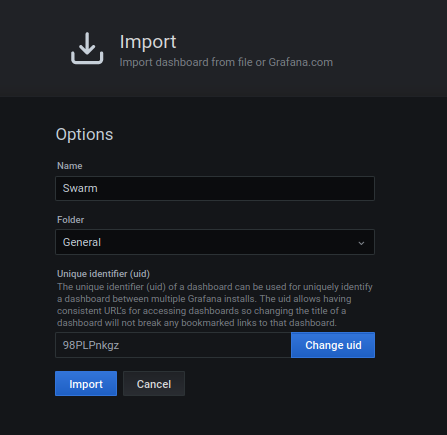 Import
Import dashboard from file or Grafana.com
Options
Name
Swarm
Folder
General
Unique identifier (uid)
The unique identifier (uid) of a dashboard can be used for uniquely identify
a dashboard between multiple Grafana installs. The uid allows having
consistent URL's for accessing dashboards so changing the title of a
dashboard will not break any bookmarked links to that dashboard.
98PLPnkgz
Change uid
Import
Cancel